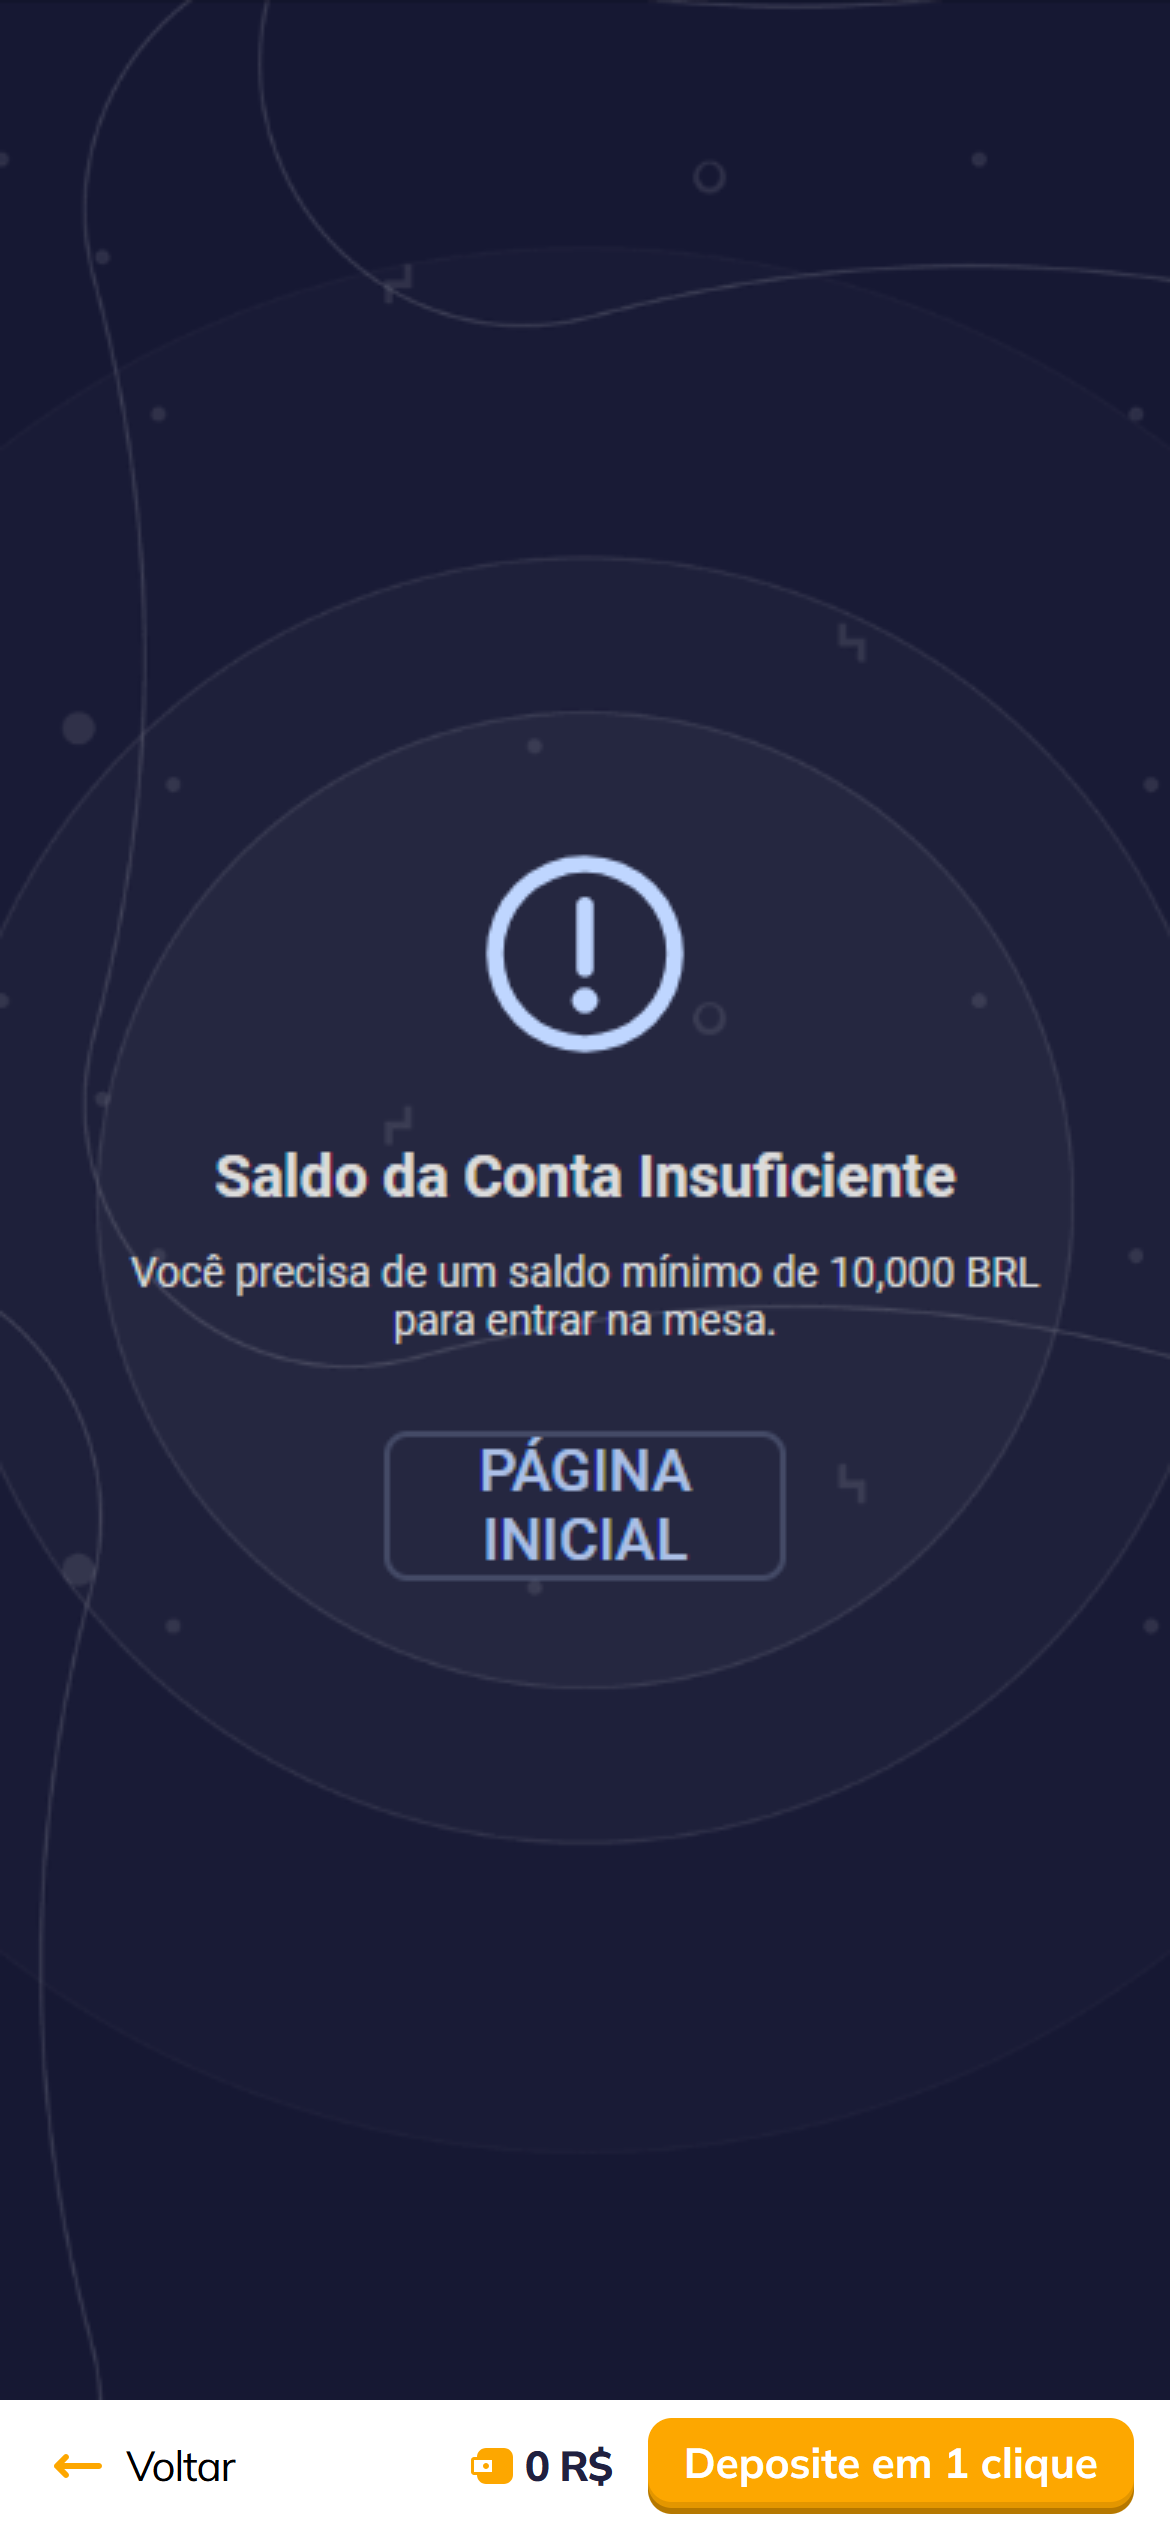 Saldo da Conta Insuficiente
Você precisa de um saldo mínimo de 10,000 BRL
para entrar na mesa.
PÁGINA
INICIAL
Voltar
0 R$
Deposite em 1 clique